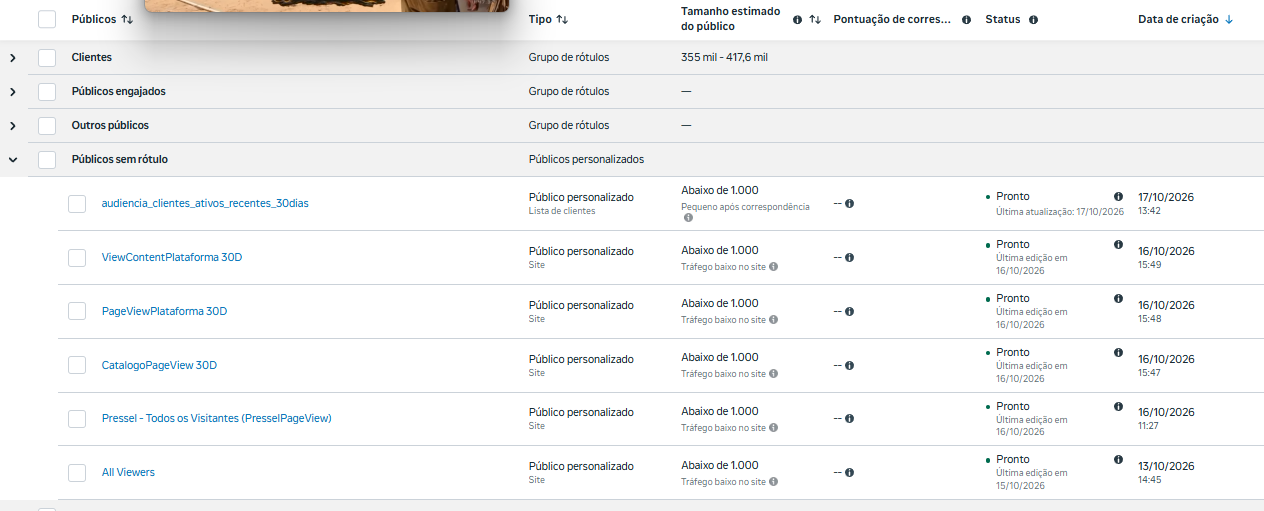 Públicos Tipo Tamanho estimado do público Pontuação de corres... Status Data de criação
Clientes Grupo de rótulos 355 mil - 417,6 mil
Públicos engajados Grupo de rótulos —
Outros públicos Grupo de rótulos —
Públicos sem rótulo Públicos personalizados
audiencia_clientes_ativos_recentes_30dias Público personalizado Abaixo de 1.000 -- Pronto 17/10/2026
Lista de clientes Pequeno após correspondência Última atualização: 17/10/2026 13:42
ViewContentPlataforma 30D Público personalizado Abaixo de 1.000 -- Pronto 16/10/2026
Site Tráfego baixo no site Última edição em 16/10/2026 15:49
PageViewPlataforma 30D Público personalizado Abaixo de 1.000 -- Pronto 16/10/2026
Site Tráfego baixo no site Última edição em 16/10/2026 15:48
CatalogoPageView 30D Público personalizado Abaixo de 1.000 -- Pronto 16/10/2026
Site Tráfego baixo no site Última edição em 16/10/2026 15:47
Pressel - Todos os Visitantes (PresselPageView) Público personalizado Abaixo de 1.000 -- Pronto 16/10/2026
Site Tráfego baixo no site Última edição em 16/10/2026 11:27
All Viewers Público personalizado Abaixo de 1.000 -- Pronto 13/10/2026
Site Tráfego baixo no site Última edição em 15/10/2026 14:45